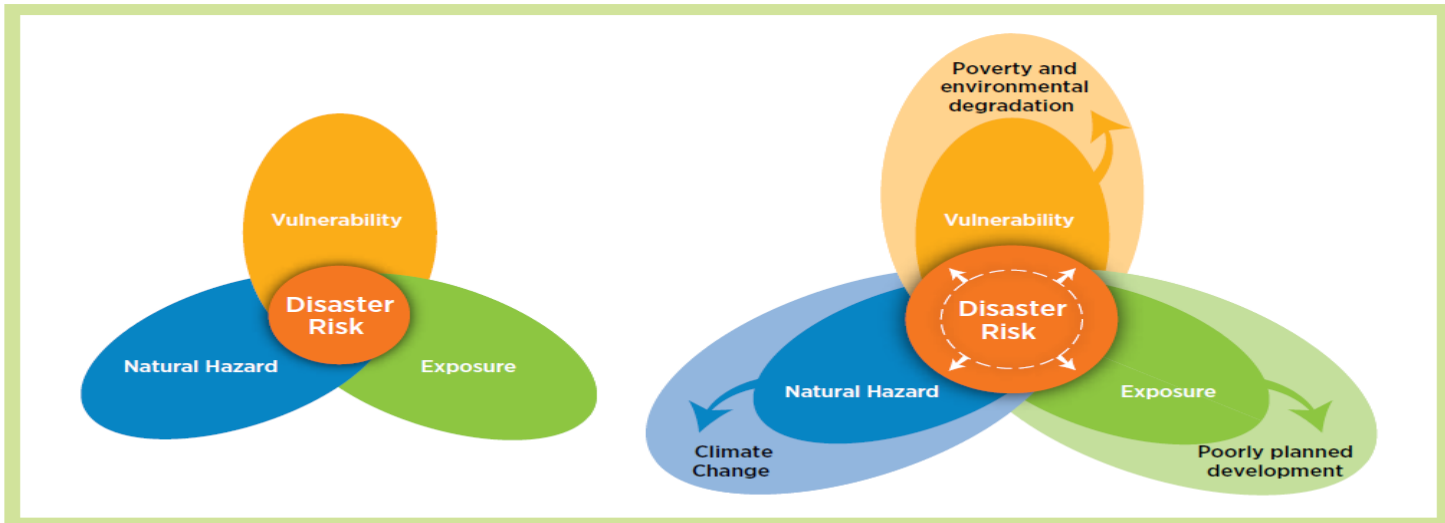 Vulnerability
Disaster
Risk
Natural Hazard
Exposure
Poverty and
environmental
degradation
Vulnerability
Disaster
Risk
Natural Hazard
Exposure
Climate
Change
Poorly planned
development